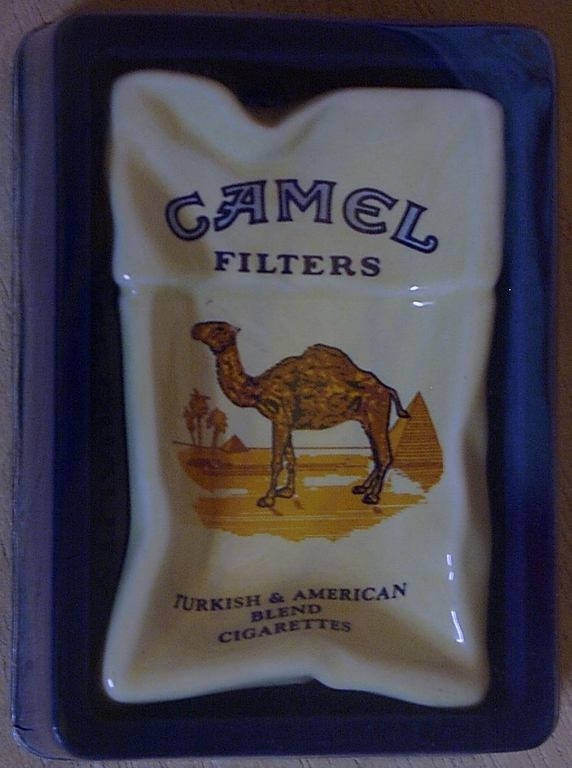 CAMEL
FILTERS
TURKISH & AMERICAN
BLEND
CIGARETTES